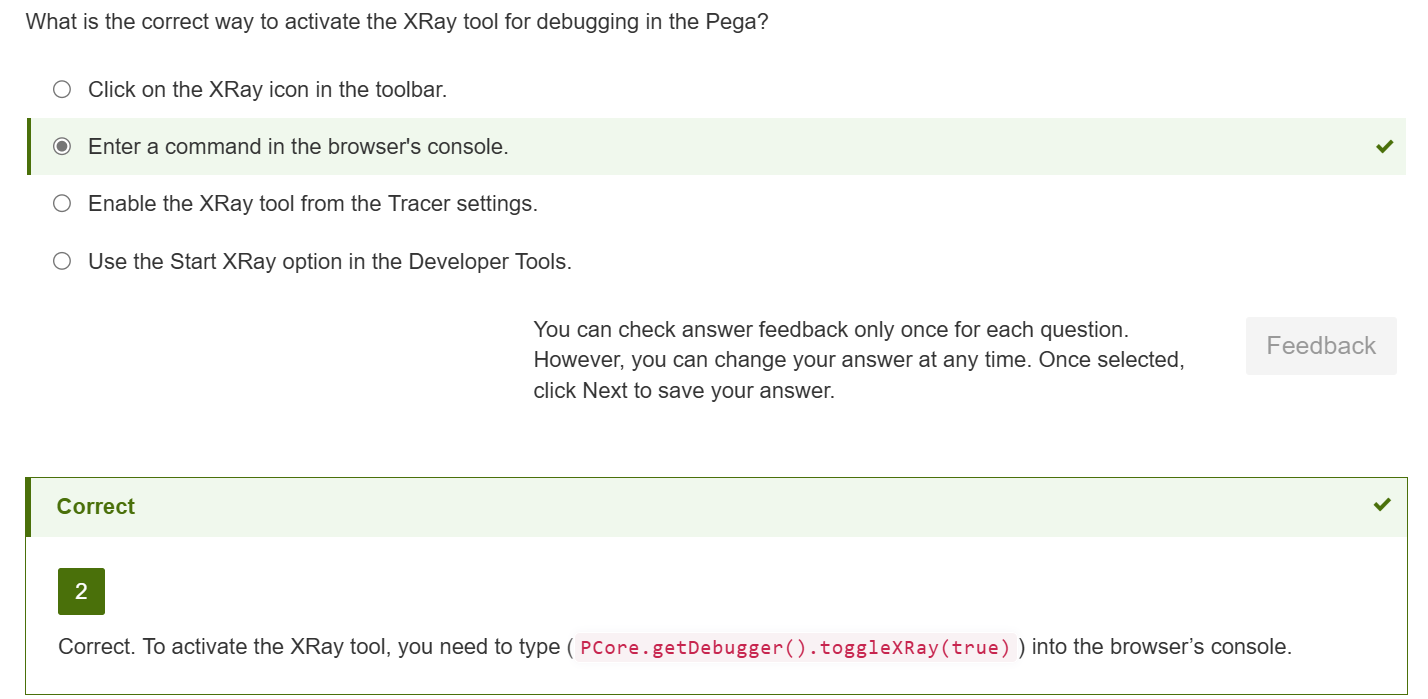 What is the correct way to activate the XRay tool for debugging in the Pega?
Click on the XRay icon in the toolbar.
Enter a command in the browser's console.
Enable the XRay tool from the Tracer settings.
Use the Start XRay option in the Developer Tools.
You can check answer feedback only once for each question.
However, you can change your answer at any time. Once selected,
click Next to save your answer.
Feedback
Correct
2
Correct. To activate the XRay tool, you need to type ( PCore.getDebugger().toggleXRay(true) ) into the browser’s console.